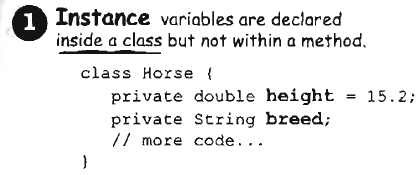 1 Instance variables are declared
inside a class but not within a method.
class Horse {
private double height = 15.2;
private String breed;
// more code...
}